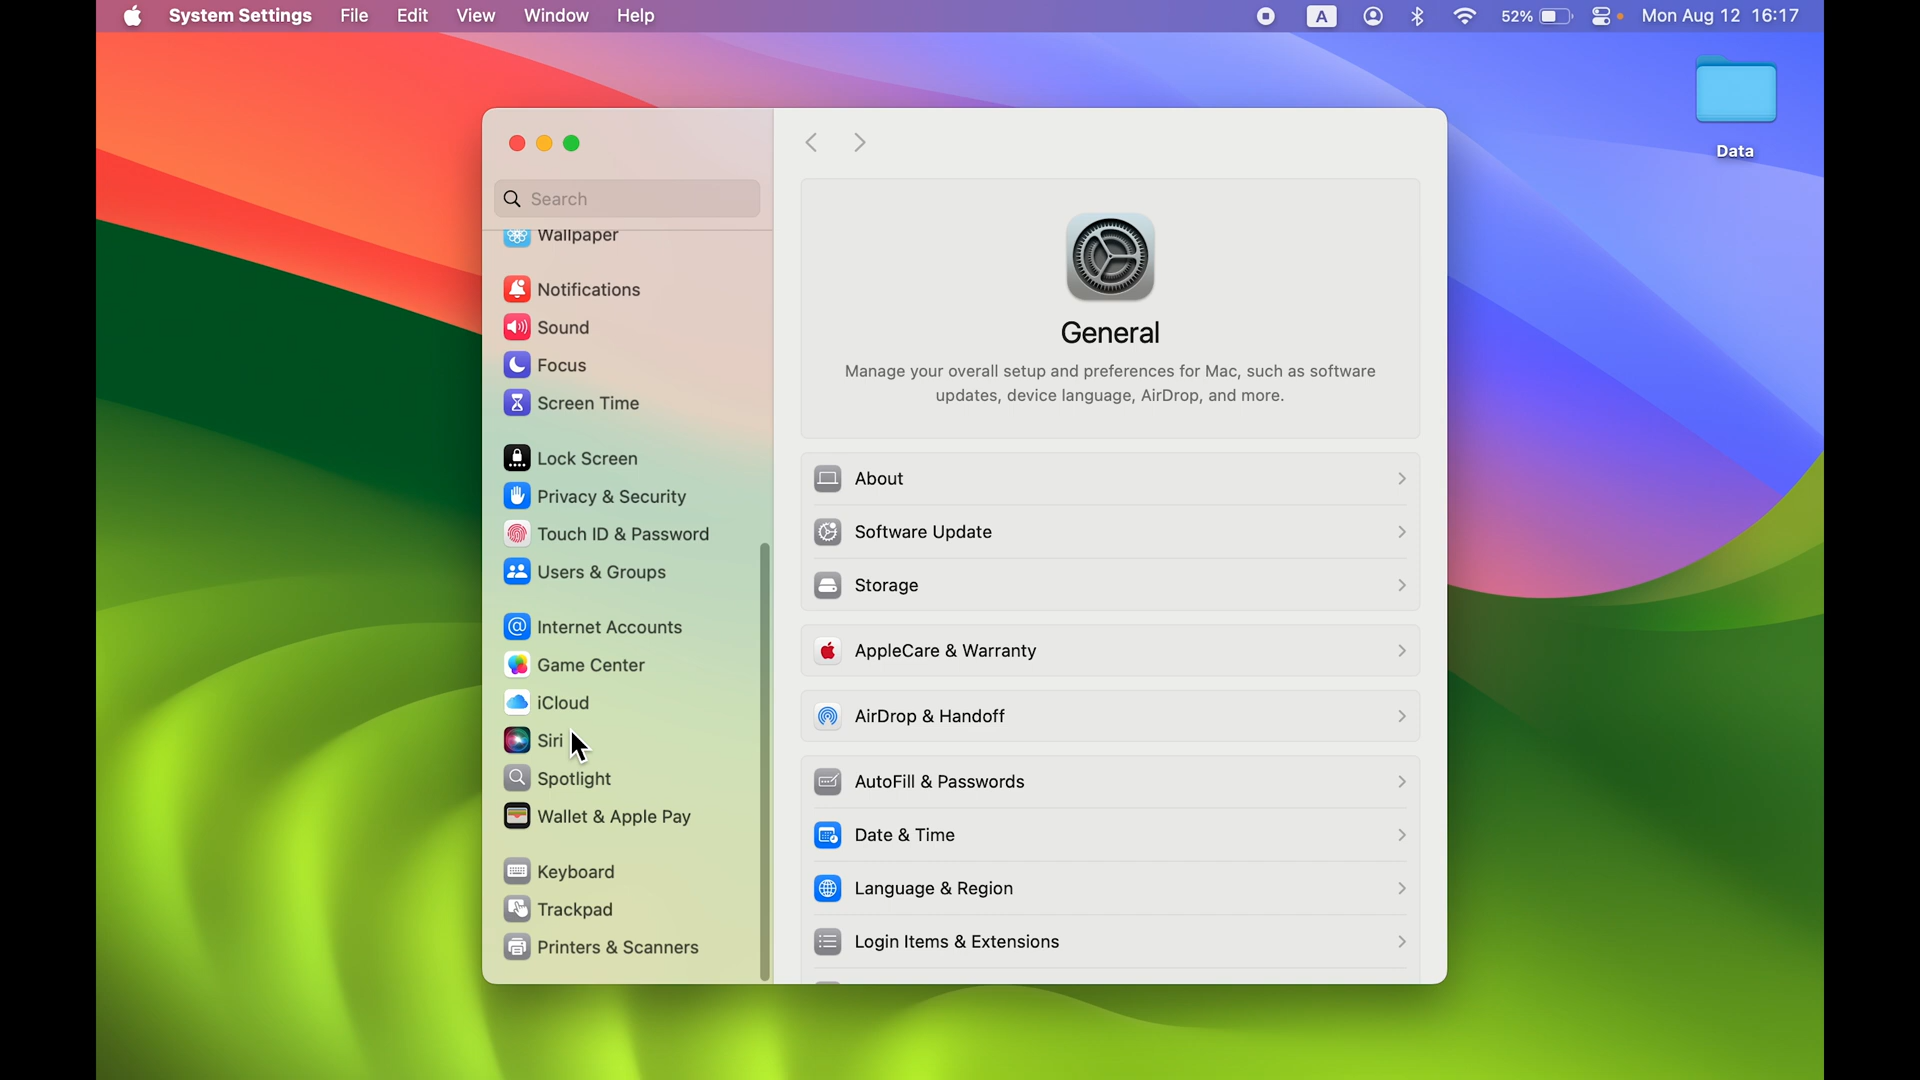 System Settings File Edit View Window Help A 52% Mon Aug 12 16:17
Data
Search
Wallpaper
Notifications
Sound
Focus
Screen Time
Lock Screen
Privacy & Security
Touch ID & Password
Users & Groups
Internet Accounts
Game Center
iCloud
Siri
Spotlight
Wallet & Apple Pay
Keyboard
Trackpad
Printers & Scanners
General
Manage your overall setup and preferences for Mac, such as software
updates, device language, AirDrop, and more.
About
Software Update
Storage
AppleCare & Warranty
AirDrop & Handoff
AutoFill & Passwords
Date & Time
Language & Region
Login Items & Extensions